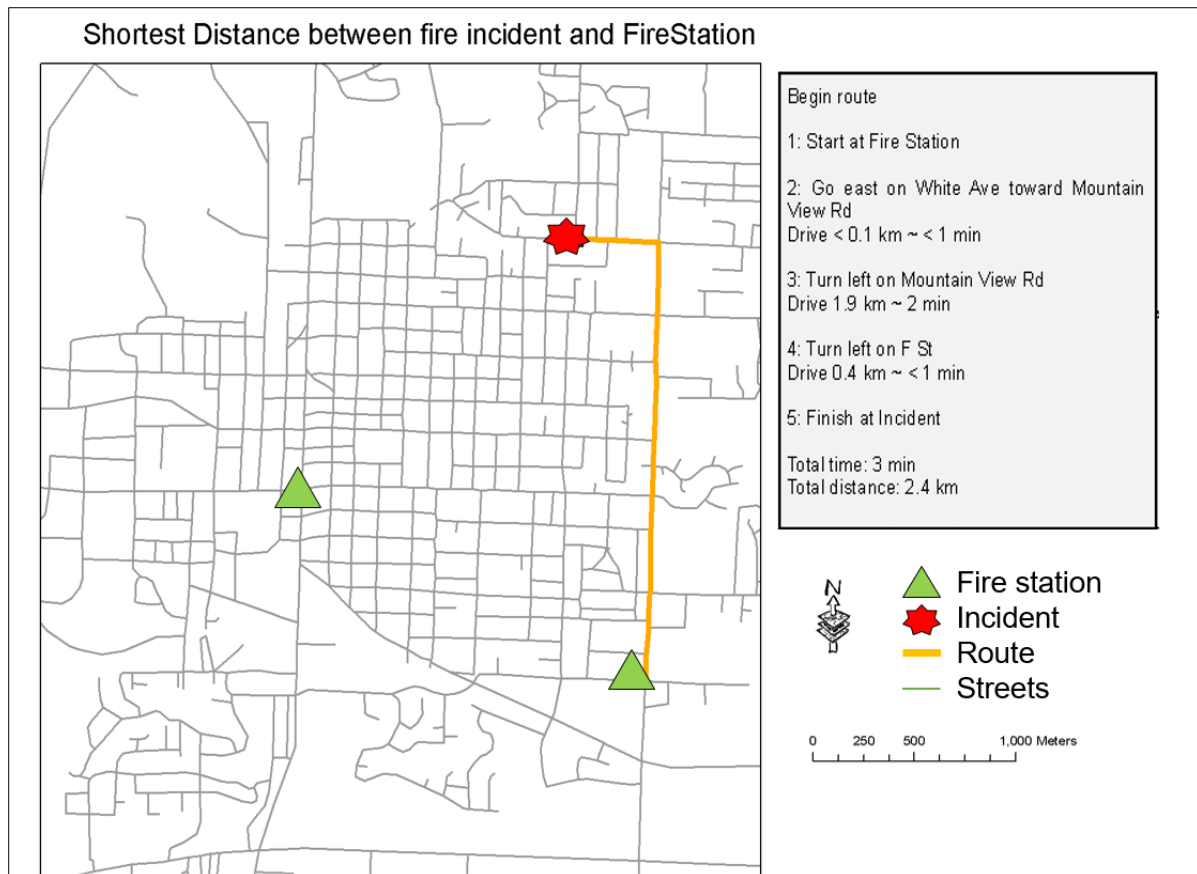 Shortest Distance between fire incident and FireStation
Begin route
1: Start at Fire Station
2: Go east on White Ave toward Mountain
View Rd
Drive < 0.1 km ~ < 1 min
3: Turn left on Mountain View Rd
Drive 1.9 km ~ 2 min
4: Turn left on F St
Drive 0.4 km ~ < 1 min
5: Finish at Incident
Total time: 3 min
Total distance: 2.4 km
N
Fire station
Incident
Route
Streets
0 250 500 1,000 Meters